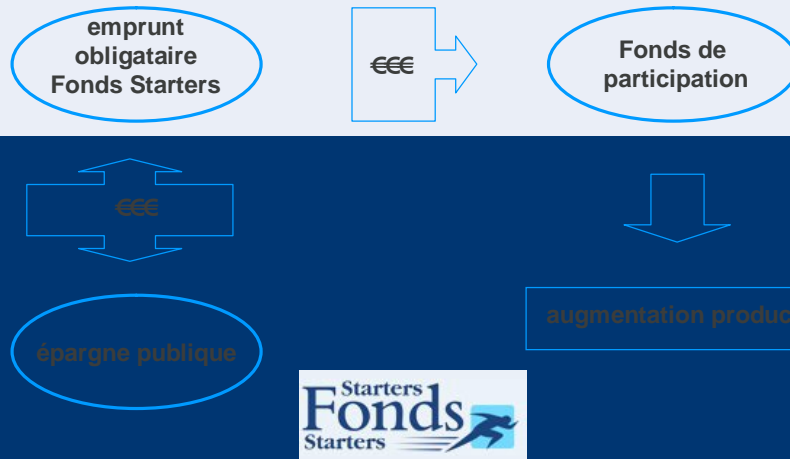 emprunt
obligataire
Fonds Starters
€€€
Fonds de
participation
€€€
épargne publique
augmentation produc
Starters
Fonds
Starters